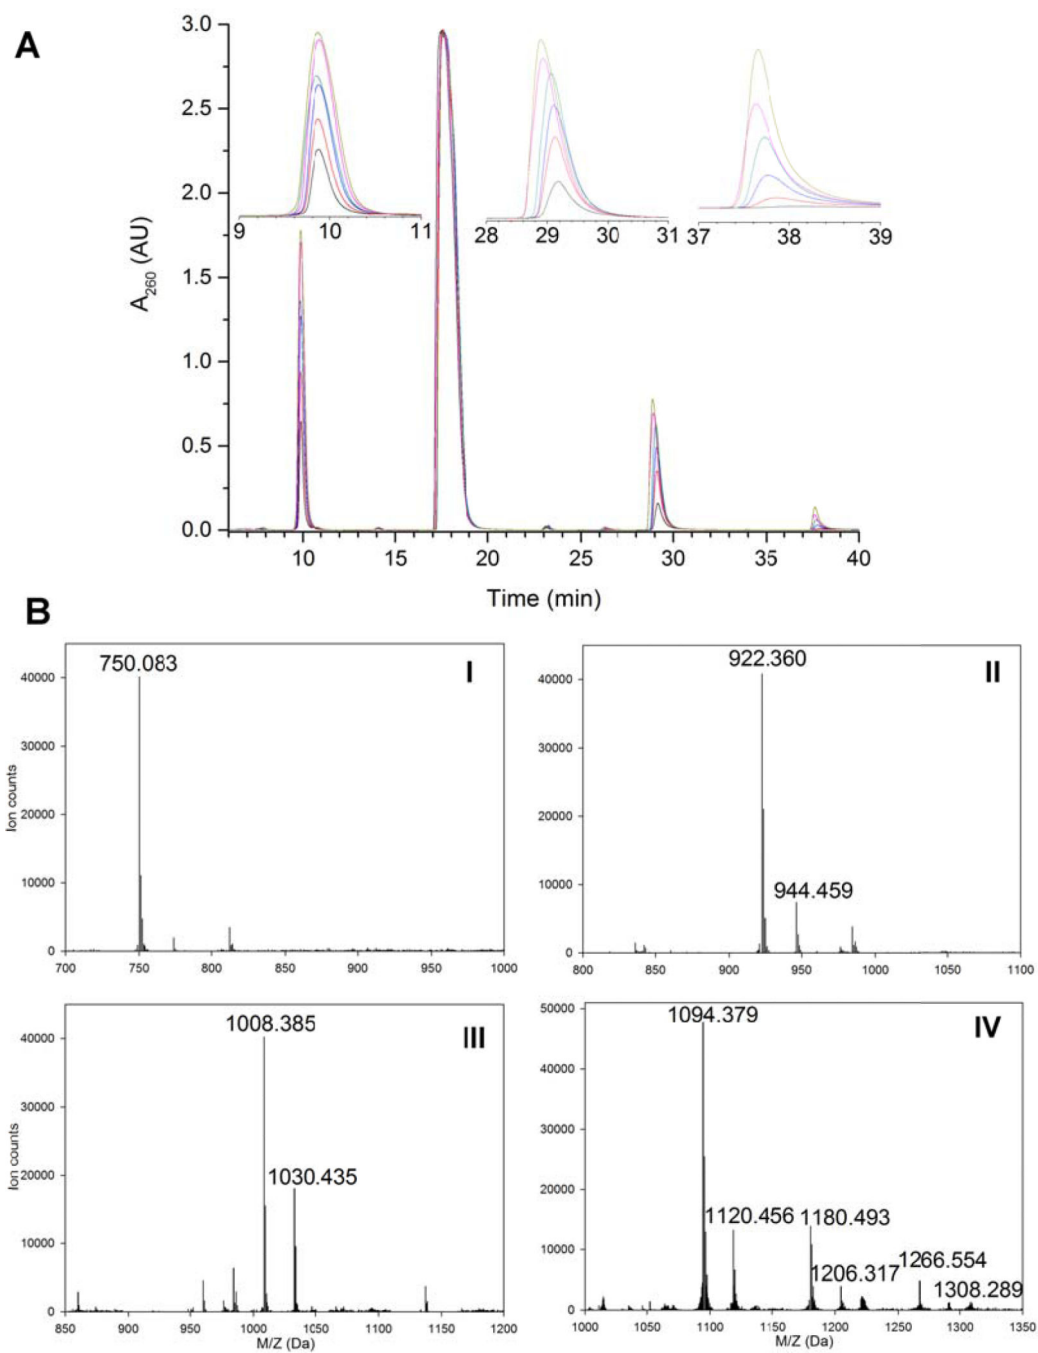 A
3.0
2.5
2.0
1.5
1.0
0.5
0.0
A260 (AU)
9 10 11
28 29 30 31
37 38 39
10 15 20 25 30 35 40
Time (min)
B
750.083
I
40000
30000
20000
10000
0
Ion counts
700 750 800 850 900 950 1000
922.360
II
944.459
40000
30000
20000
10000
0
800 850 900 950 1000 1050 1100
1008.385
III
1030.435
40000
30000
20000
10000
0
Ion counts
850 900 950 1000 1050 1100 1150 1200
M/Z (Da)
1094.379
IV
1120.456 1180.493
1206.317
1266.554
1308.289
50000
40000
30000
20000
10000
0
1000 1050 1100 1150 1200 1250 1300 1350
M/Z (Da)